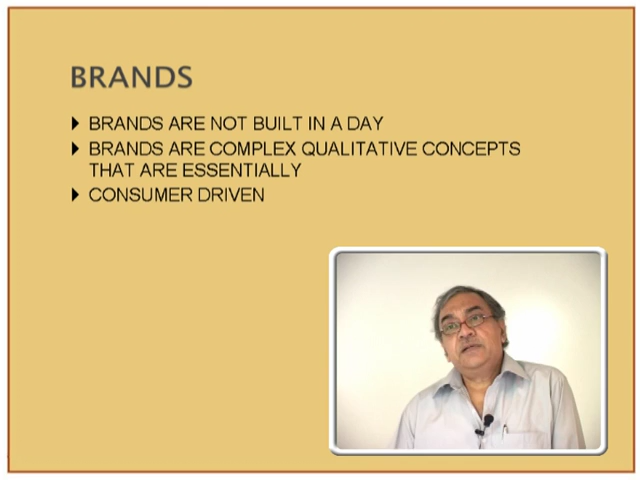 BRANDS
BRANDS ARE NOT BUILT IN A DAY
BRANDS ARE COMPLEX QUALITATIVE CONCEPTS
THAT ARE ESSENTIALLY
CONSUMER DRIVEN